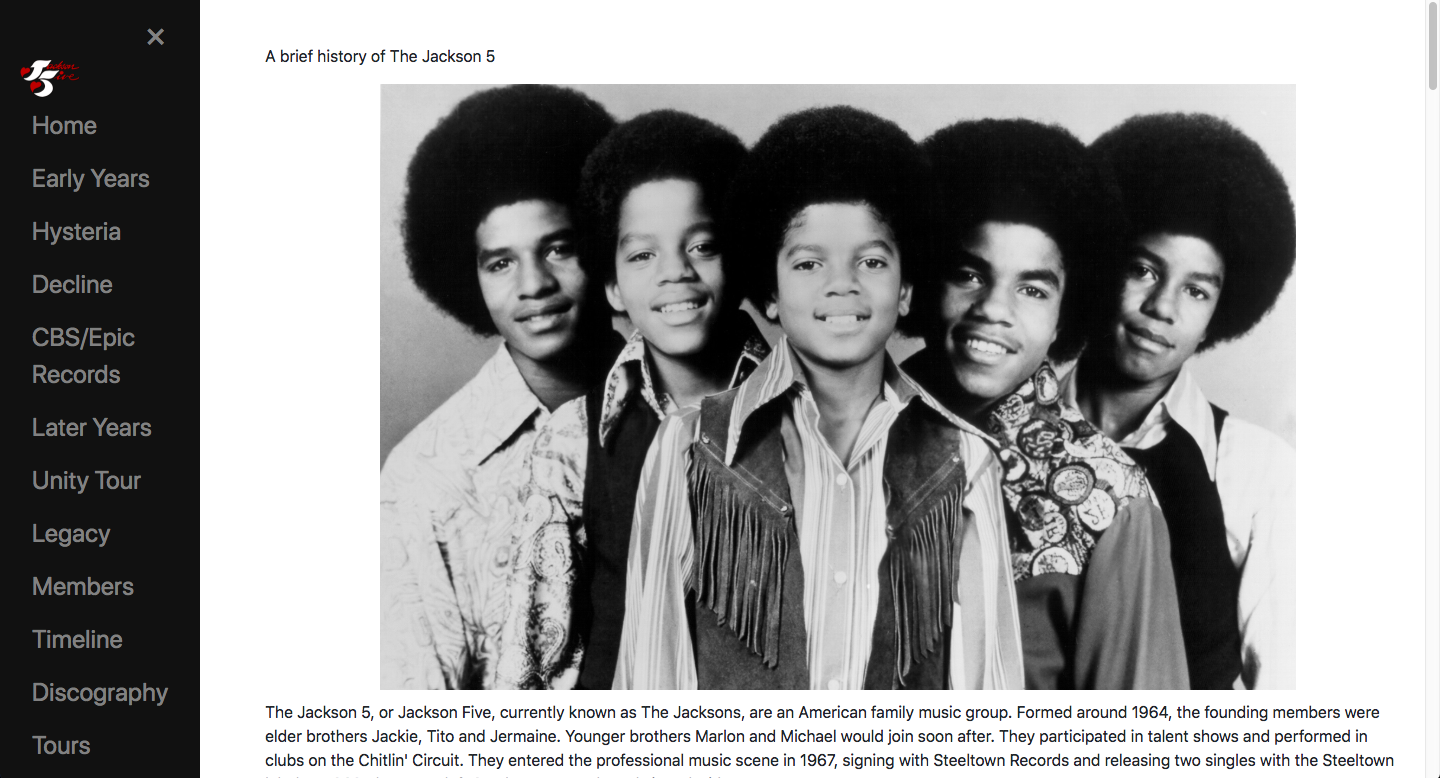 ×
Jackson
J5ive
Home
Early Years
Hysteria
Decline
CBS/Epic
Records
Later Years
Unity Tour
Legacy
Members
Timeline
Discography
Tours
A brief history of The Jackson 5
The Jackson 5, or Jackson Five, currently known as The Jacksons, are an American family music group. Formed around 1964, the founding members were
elder brothers Jackie, Tito and Jermaine. Younger brothers Marlon and Michael would join soon after. They participated in talent shows and performed in
clubs on the Chitlin' Circuit. They entered the professional music scene in 1967, signing with Steeltown Records and releasing two singles with the Steeltown